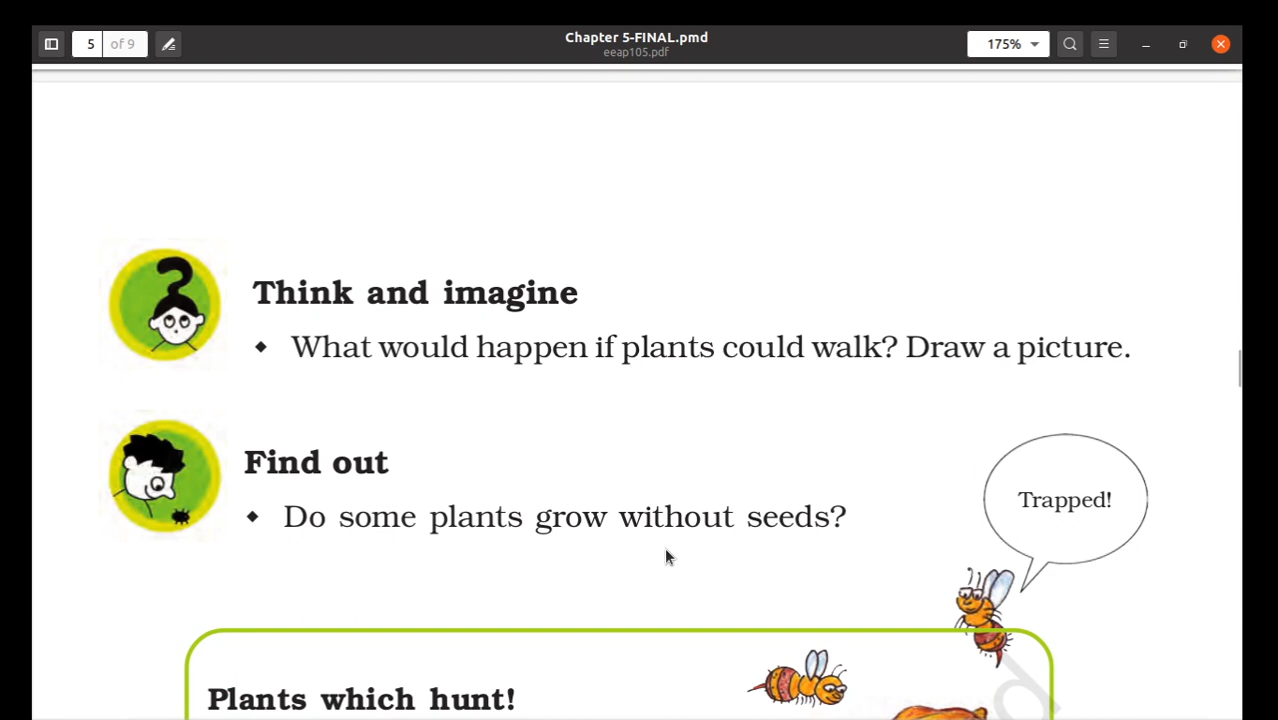 Chapter 5-FINAL.pmd
5 of 9
175%
eeap105.pdf
Think and imagine
◆ What would happen if plants could walk? Draw a picture.
Find out
◆ Do some plants grow without seeds?
Trapped!
Plants which hunt!